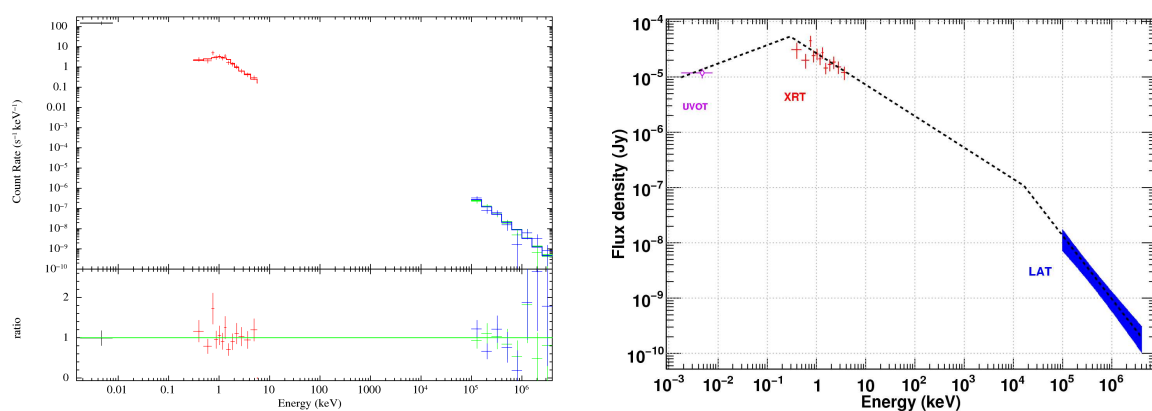 Count Rate (s⁻¹ keV⁻¹)
100
10
1
0.1
0.01
10⁻³
10⁻⁴
10⁻⁵
10⁻⁶
10⁻⁷
10⁻⁸
10⁻⁹
10⁻¹⁰
ratio
2
1
0
0.01 0.1 1 10 100 1000 10⁴ 10⁵ 10⁶
Energy (keV)
Flux density (Jy)
10⁻⁴
10⁻⁵
10⁻⁶
10⁻⁷
10⁻⁸
10⁻⁹
10⁻¹⁰
UVOT
XRT
LAT
10⁻³ 10⁻² 10⁻¹ 1 10 10² 10³ 10⁴ 10⁵ 10⁶
Energy (keV)